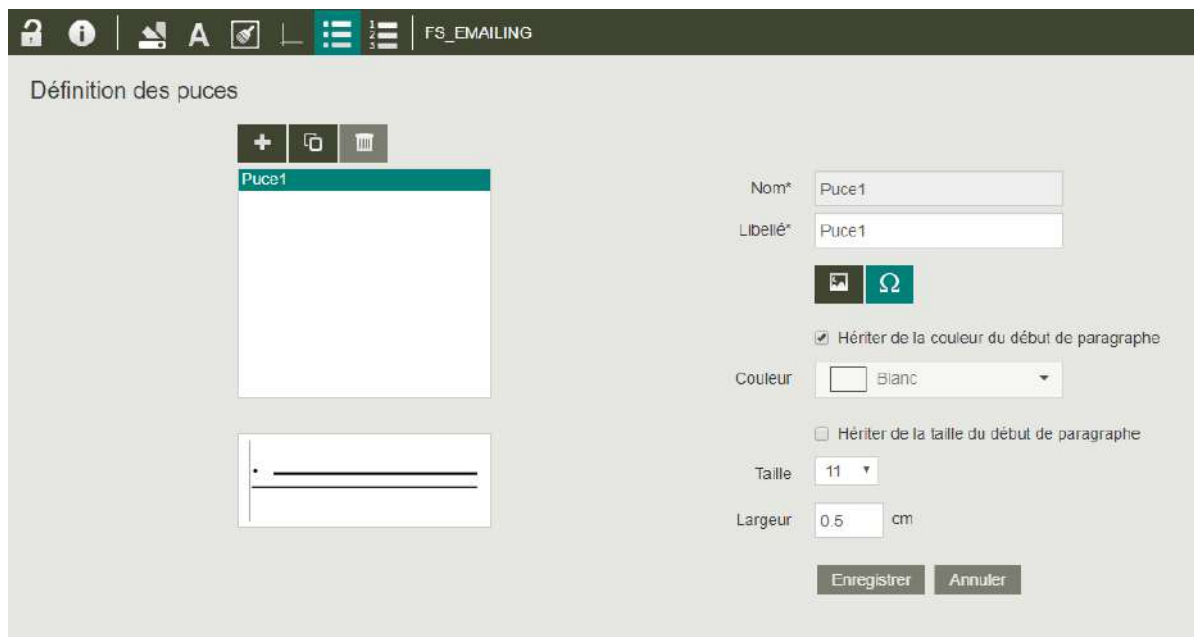 FS_EMAILING
Définition des puces
Puce1
Nom* Puce1
Libellé* Puce1
Ω
Hériter de la couleur du début de paragraphe
Couleur Blanc
Hériter de la taille du début de paragraphe
Taille 11
Largeur 0.5 cm
Enregistrer Annuler